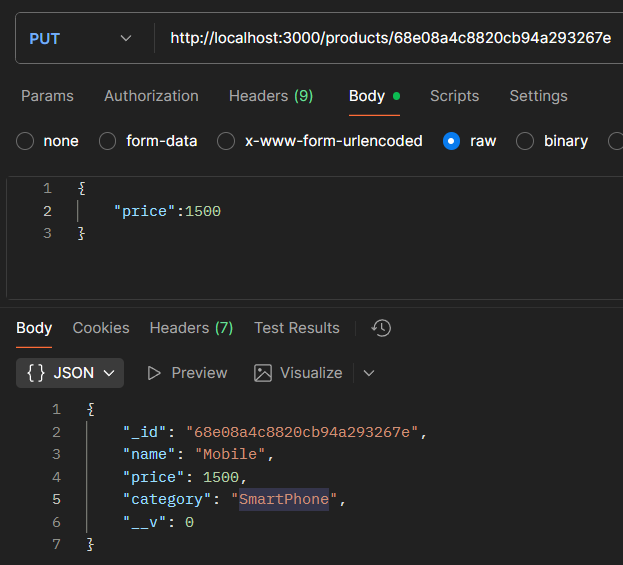 PUT http://localhost:3000/products/68e08a4c8820cb94a293267e
Params Authorization Headers (9) Body Scripts Settings
none form-data x-www-form-urlencoded raw binary
1 {
2 "price":1500
3 }
Body Cookies Headers (7) Test Results
{} JSON Preview Visualize
1 {
2 "_id": "68e08a4c8820cb94a293267e",
3 "name": "Mobile",
4 "price": 1500,
5 "category": "SmartPhone",
6 "__v": 0
7 }